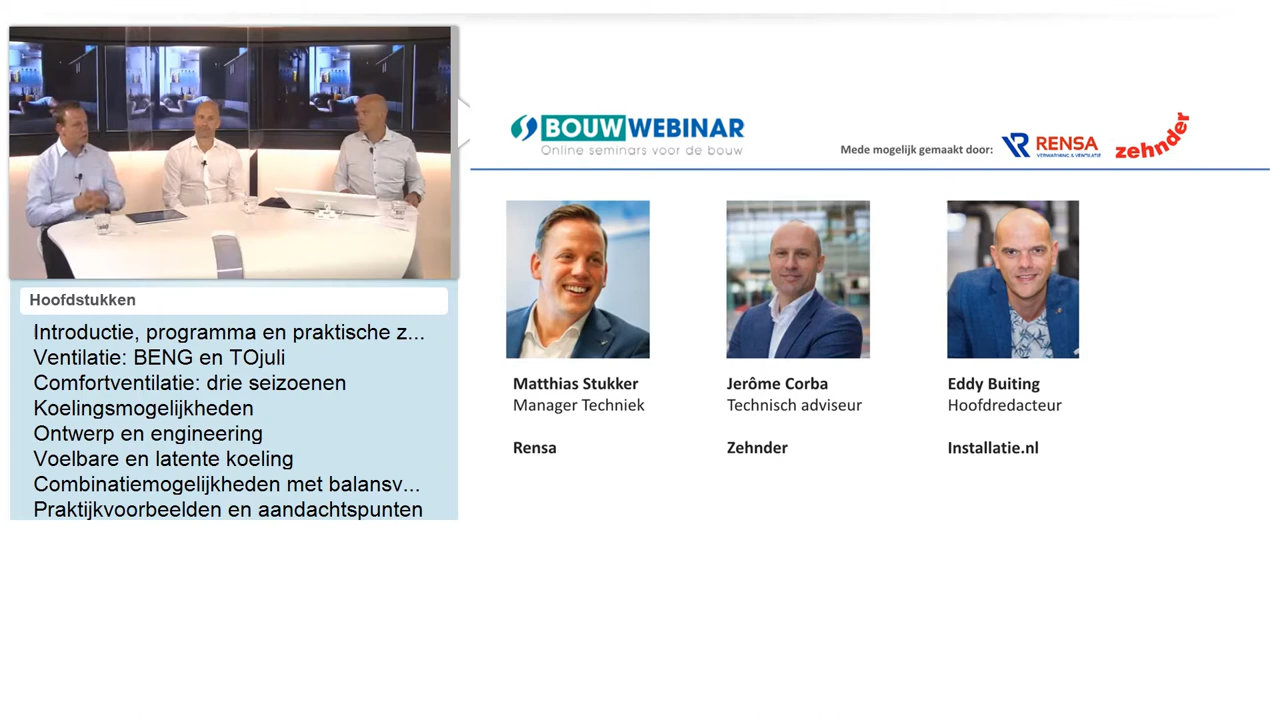 BOUWWEBINAR
Online seminars voor de bouw
Mede mogelijk gemaakt door:
RENSA
VERWARMING & VENTILATIE
zehnder
Matthias Stukker
Manager Techniek
Rensa
Jerôme Corba
Technisch adviseur
Zehnder
Eddy Buiting
Hoofdredacteur
Installatie.nl
Hoofdstukken
Introductie, programma en praktische z...
Ventilatie: BENG en TOjuli
Comfortventilatie: drie seizoenen
Koelingsmogelijkheden
Ontwerp en engineering
Voelbare en latente koeling
Combinatiemogelijkheden met balansv...
Praktijkvoorbeelden en aandachtspunten